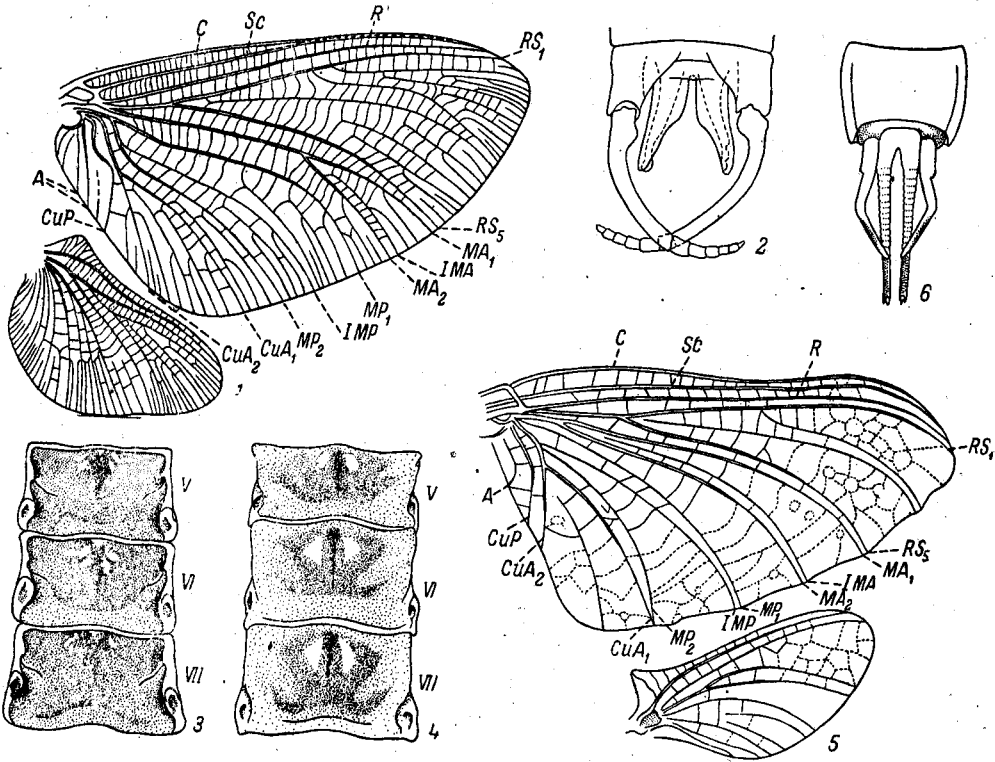 C Sc R RS₁
A
CuP
RS₅
MA₁
IMA
MA₂
MP₁
IMP
MP₂
CuA₁
CuA₂
1
2
6
V
VI
VII
3
V
VI
VII
4
C Sc R
RS₁
A
CuP
CuA₂
RS₅
MA₁
IMA
MA₂
MP₁
IMP
MP₂
CuA₁
5